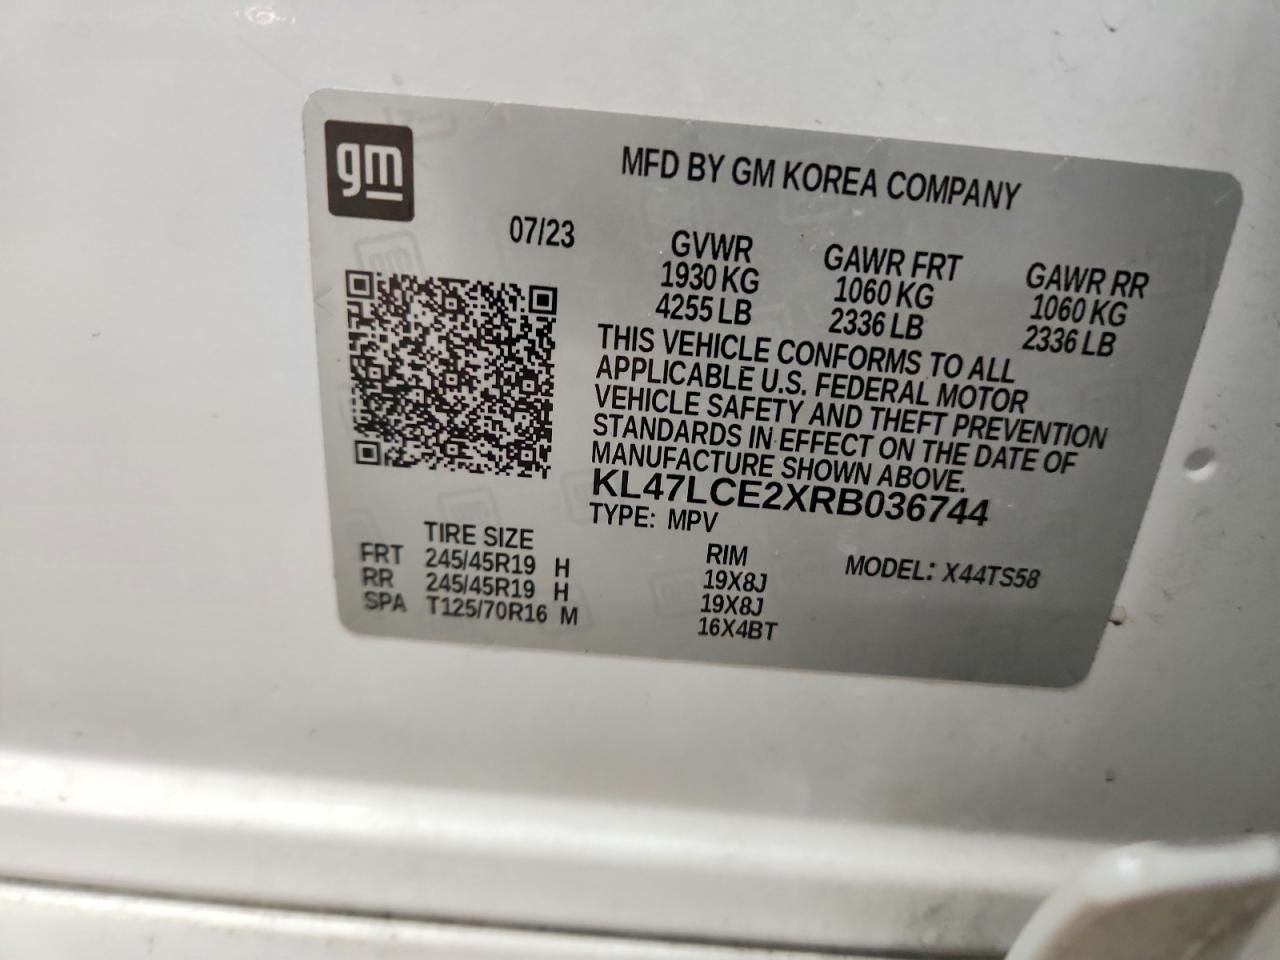 gm
MFD BY GM KOREA COMPANY
07/23
GVWR GAWR FRT GAWR RR
1930 KG 1060 KG 1060 KG
4255 LB 2336 LB 2336 LB
THIS VEHICLE CONFORMS TO ALL
APPLICABLE U.S. FEDERAL MOTOR
VEHICLE SAFETY AND THEFT PREVENTION
STANDARDS IN EFFECT ON THE DATE OF
MANUFACTURE SHOWN ABOVE.
KL47LCE2XRB036744
TYPE: MPV
MODEL: X44TS58
TIRE SIZE RIM
FRT 245/45R19 H 19X8J
RR 245/45R19 H 19X8J
SPA T125/70R16 M 16X4BT